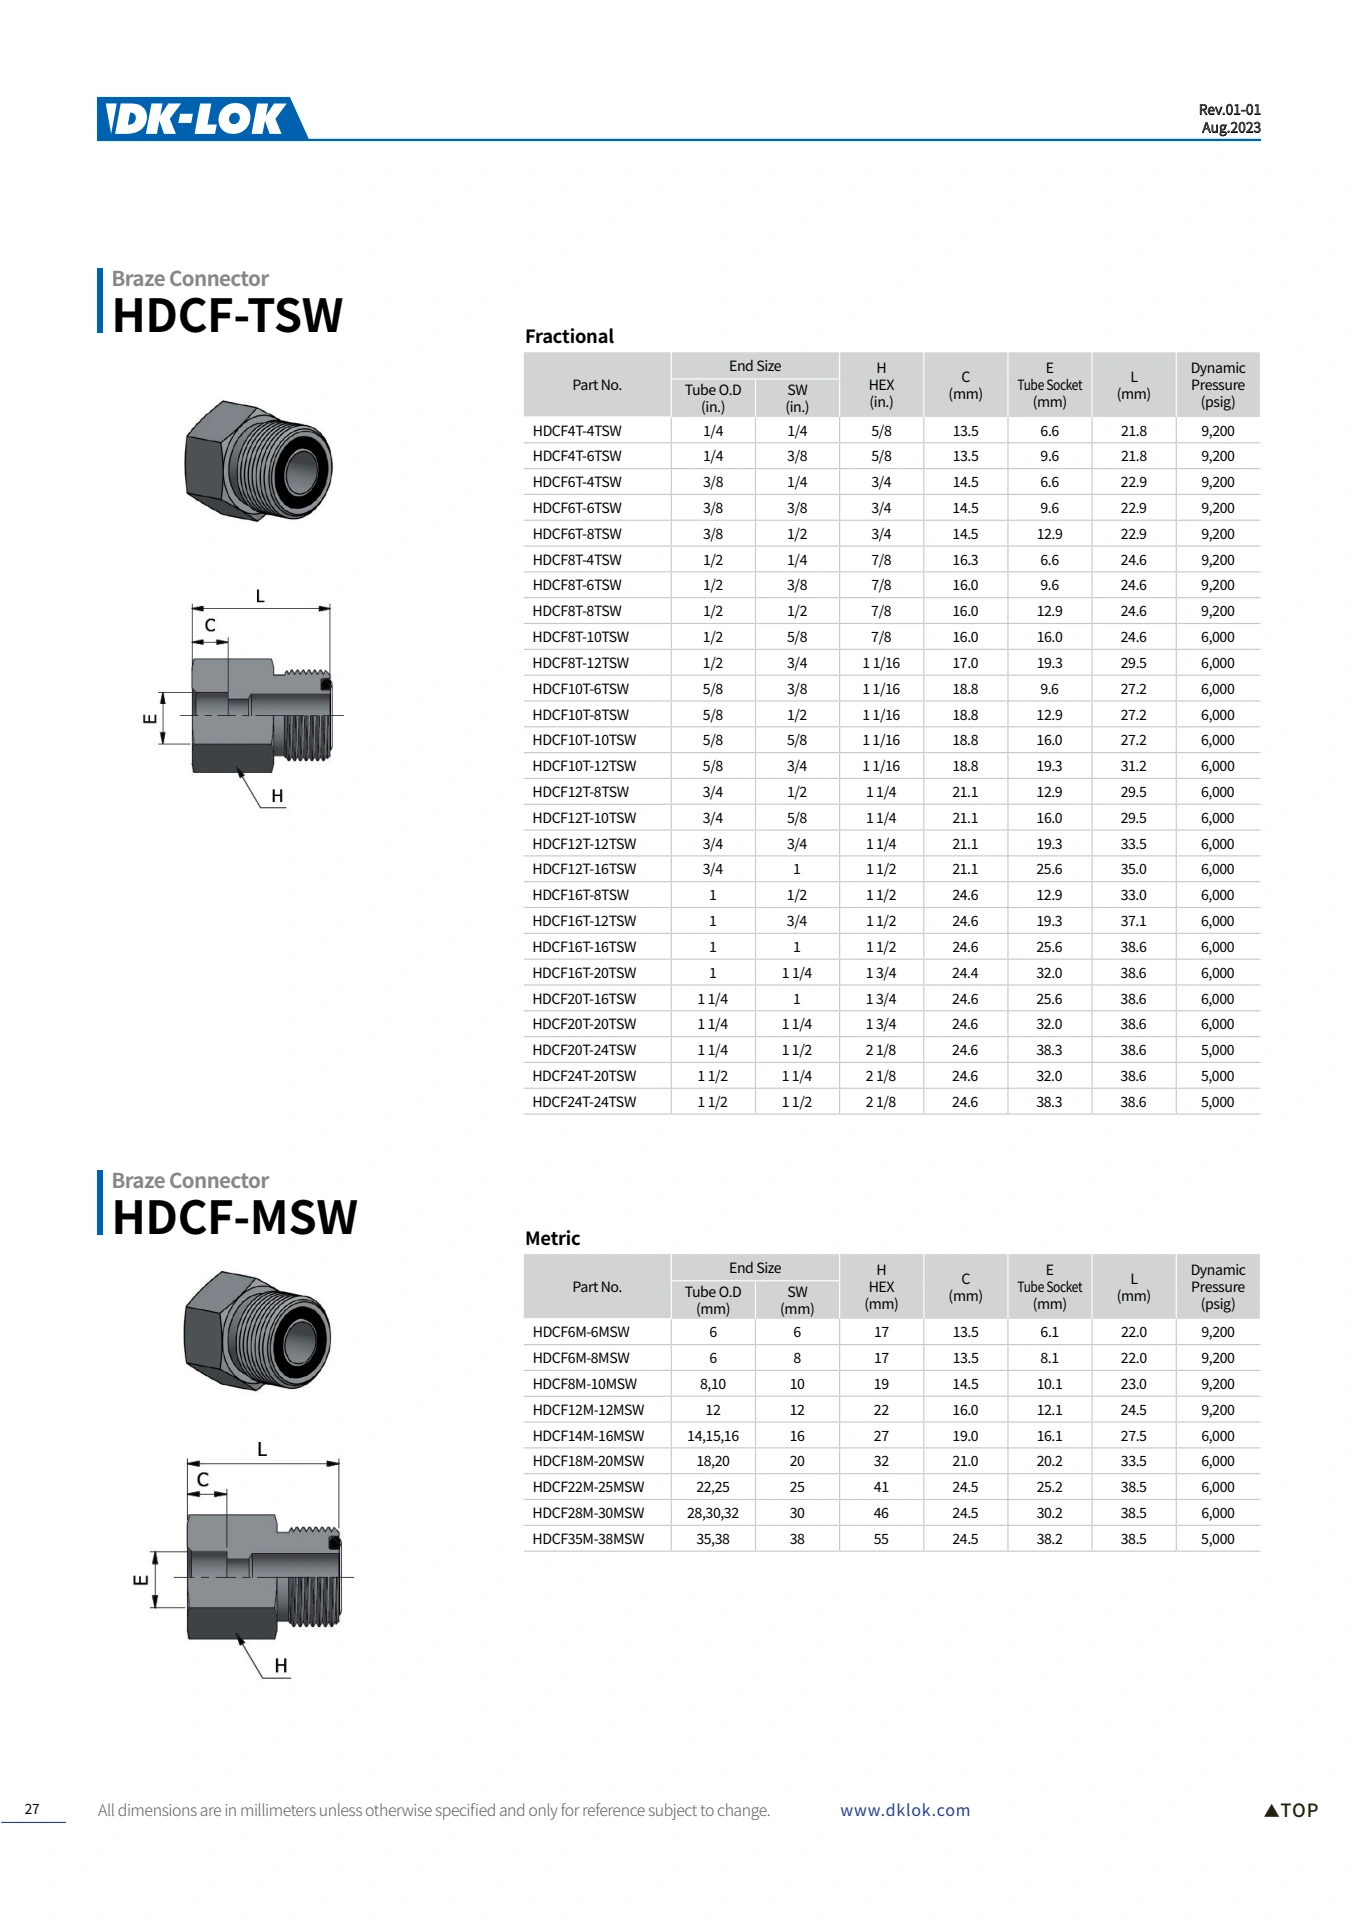 DK-LOK
Rev.01-01
Aug.2023
Braze Connector
HDCF-TSW
L
C
E
H
Fractional
Part No. End Size H HEX (in.) C (mm) E Tube Socket (mm) L (mm) Dynamic Pressure (psig)
Tube O.D (in.) SW (in.)
HDCF4T-4TSW 1/4 1/4 5/8 13.5 6.6 21.8 9,200
HDCF4T-6TSW 1/4 3/8 5/8 13.5 9.6 21.8 9,200
HDCF6T-4TSW 3/8 1/4 3/4 14.5 6.6 22.9 9,200
HDCF6T-6TSW 3/8 3/8 3/4 14.5 9.6 22.9 9,200
HDCF6T-8TSW 3/8 1/2 3/4 14.5 12.9 22.9 9,200
HDCF8T-4TSW 1/2 1/4 7/8 16.3 6.6 24.6 9,200
HDCF8T-6TSW 1/2 3/8 7/8 16.0 9.6 24.6 9,200
HDCF8T-8TSW 1/2 1/2 7/8 16.0 12.9 24.6 9,200
HDCF8T-10TSW 1/2 5/8 7/8 16.0 16.0 24.6 6,000
HDCF8T-12TSW 1/2 3/4 1 1/16 17.0 19.3 29.5 6,000
HDCF10T-6TSW 5/8 3/8 1 1/16 18.8 9.6 27.2 6,000
HDCF10T-8TSW 5/8 1/2 1 1/16 18.8 12.9 27.2 6,000
HDCF10T-10TSW 5/8 5/8 1 1/16 18.8 16.0 27.2 6,000
HDCF10T-12TSW 5/8 3/4 1 1/16 18.8 19.3 31.2 6,000
HDCF12T-8TSW 3/4 1/2 1 1/4 21.1 12.9 29.5 6,000
HDCF12T-10TSW 3/4 5/8 1 1/4 21.1 16.0 29.5 6,000
HDCF12T-12TSW 3/4 3/4 1 1/4 21.1 19.3 33.5 6,000
HDCF12T-16TSW 3/4 1 1 1/2 21.1 25.6 35.0 6,000
HDCF16T-8TSW 1 1/2 1 1/2 24.6 12.9 33.0 6,000
HDCF16T-12TSW 1 3/4 1 1/2 24.6 19.3 37.1 6,000
HDCF16T-16TSW 1 1 1 1/2 24.6 25.6 38.6 6,000
HDCF16T-20TSW 1 1 1/4 1 3/4 24.4 32.0 38.6 6,000
HDCF20T-16TSW 1 1/4 1 1 3/4 24.6 25.6 38.6 6,000
HDCF20T-20TSW 1 1/4 1 1/4 1 3/4 24.6 32.0 38.6 6,000
HDCF20T-24TSW 1 1/4 1 1/2 2 1/8 24.6 38.3 38.6 5,000
HDCF24T-20TSW 1 1/2 1 1/4 2 1/8 24.6 32.0 38.6 5,000
HDCF24T-24TSW 1 1/2 1 1/2 2 1/8 24.6 38.3 38.6 5,000
Braze Connector
HDCF-MSW
L
C
E
H
Metric
Part No. End Size H HEX (mm) C (mm) E Tube Socket (mm) L (mm) Dynamic Pressure (psig)
Tube O.D (mm) SW (mm)
HDCF6M-6MSW 6 6 17 13.5 6.1 22.0 9,200
HDCF6M-8MSW 6 8 17 13.5 8.1 22.0 9,200
HDCF8M-10MSW 8,10 10 19 14.5 10.1 23.0 9,200
HDCF12M-12MSW 12 12 22 16.0 12.1 24.5 9,200
HDCF14M-16MSW 14,15,16 16 27 19.0 16.1 27.5 6,000
HDCF18M-20MSW 18,20 20 32 21.0 20.2 33.5 6,000
HDCF22M-25MSW 22,25 25 41 24.5 25.2 38.5 6,000
HDCF28M-30MSW 28,30,32 30 46 24.5 30.2 38.5 6,000
HDCF35M-38MSW 35,38 38 55 24.5 38.2 38.5 5,000
27 All dimensions are in millimeters unless otherwise specified and only for reference subject to change. www.dklok.com ▲TOP